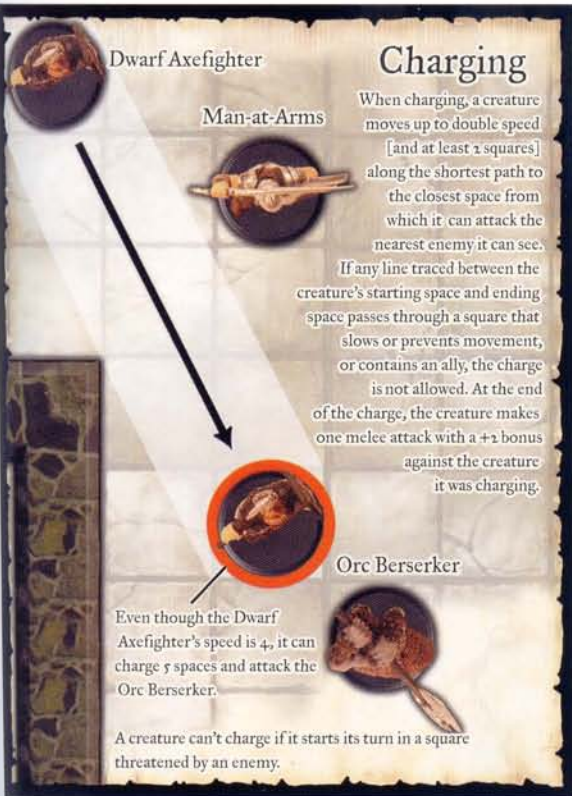 Dwarf Axefighter
Charging
Man-at-Arms
When charging, a creature
moves up to double speed
[and at least 2 squares]
along the shortest path to
the closest space from
which it can attack the
nearest enemy it can see.
If any line traced between the
creature's starting space and ending
space passes through a square that
slows or prevents movement,
or contains an ally, the charge
is not allowed. At the end
of the charge, the creature makes
one melee attack with a +2 bonus
against the creature
it was charging.
Orc Berserker
Even though the Dwarf
Axefighter's speed is 4, it can
charge 5 spaces and attack the
Orc Berserker.
A creature can't charge if it starts its turn in a square
threatened by an enemy.